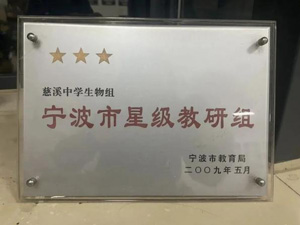 慈溪中学生物组
宁波市星级教研组
宁波市教育局
二〇〇九年五月